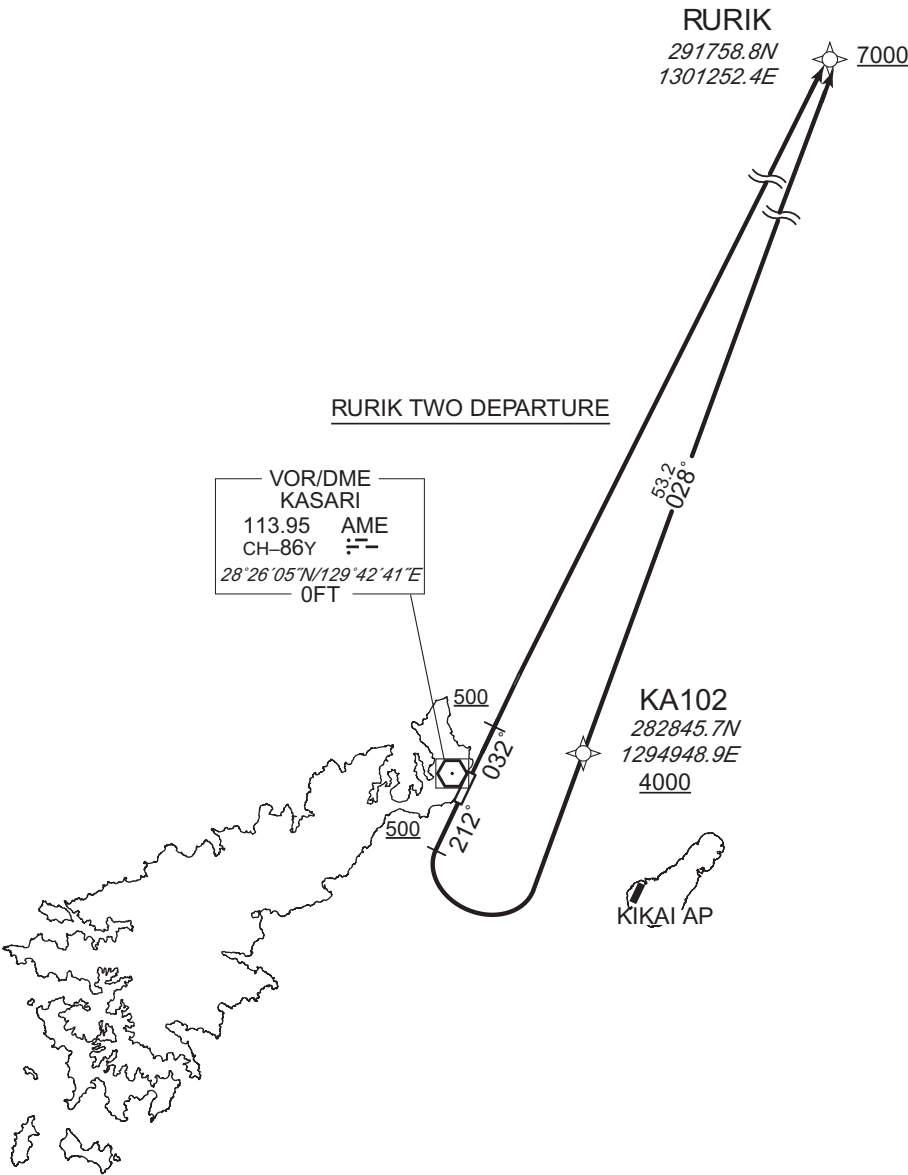 RURIK
291758.8N
1301252.4E
7000
RURIK TWO DEPARTURE
VOR/DME
KASARI
113.95 AME
CH–86Y
28°26′05″N/129°42′41″E
0FT
53.2
028°
500
032°
KA102
282845.7N
1294948.9E
4000
500
212°
KIKAI AP